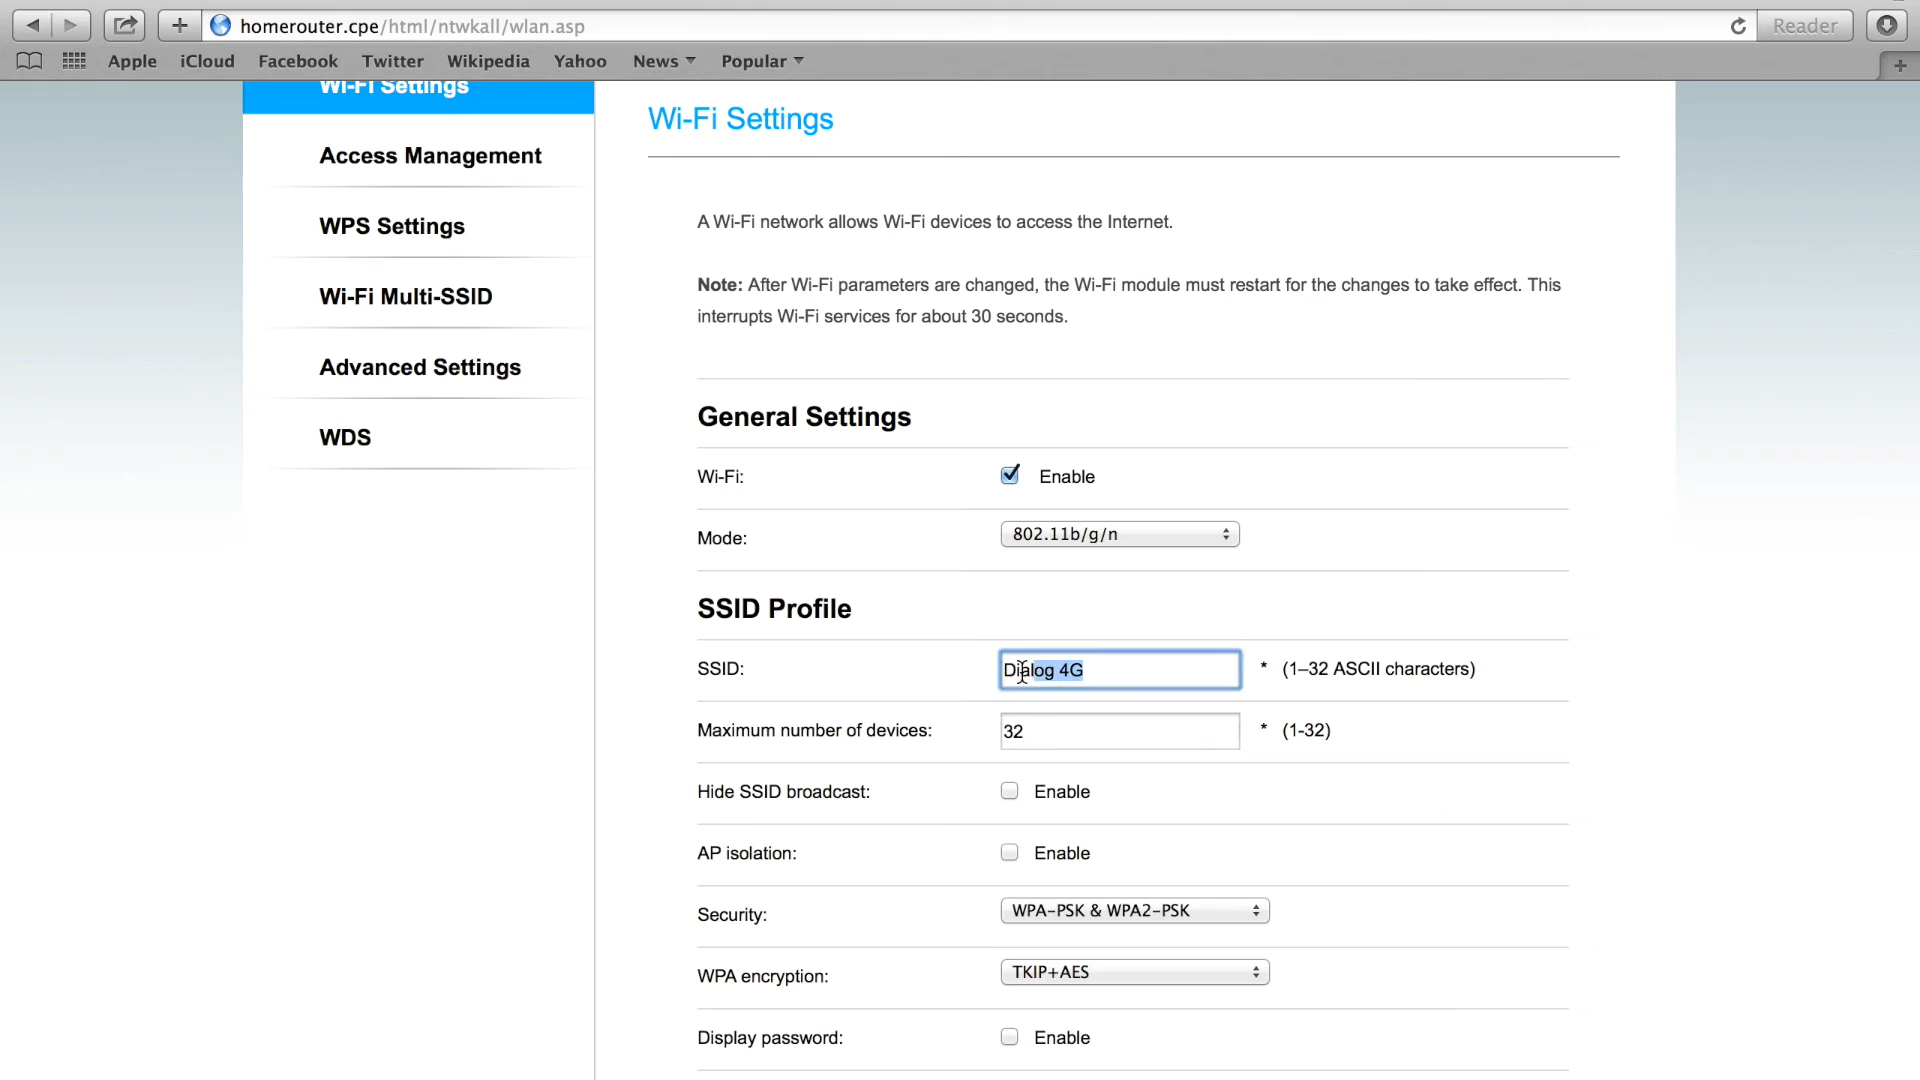 homerouter.cpe/html/ntwkall/wlan.asp
Reader
Apple iCloud Facebook Twitter Wikipedia Yahoo News Popular
Wi-Fi Settings
Access Management
WPS Settings
Wi-Fi Multi-SSID
Advanced Settings
WDS
Wi-Fi Settings
A Wi-Fi network allows Wi-Fi devices to access the Internet.
Note: After Wi-Fi parameters are changed, the Wi-Fi module must restart for the changes to take effect. This
interrupts Wi-Fi services for about 30 seconds.
General Settings
Wi-Fi: Enable
Mode: 802.11b/g/n
SSID Profile
SSID: Dialog 4G * (1–32 ASCII characters)
Maximum number of devices: 32 * (1-32)
Hide SSID broadcast: Enable
AP isolation: Enable
Security: WPA-PSK & WPA2-PSK
WPA encryption: TKIP+AES
Display password: Enable